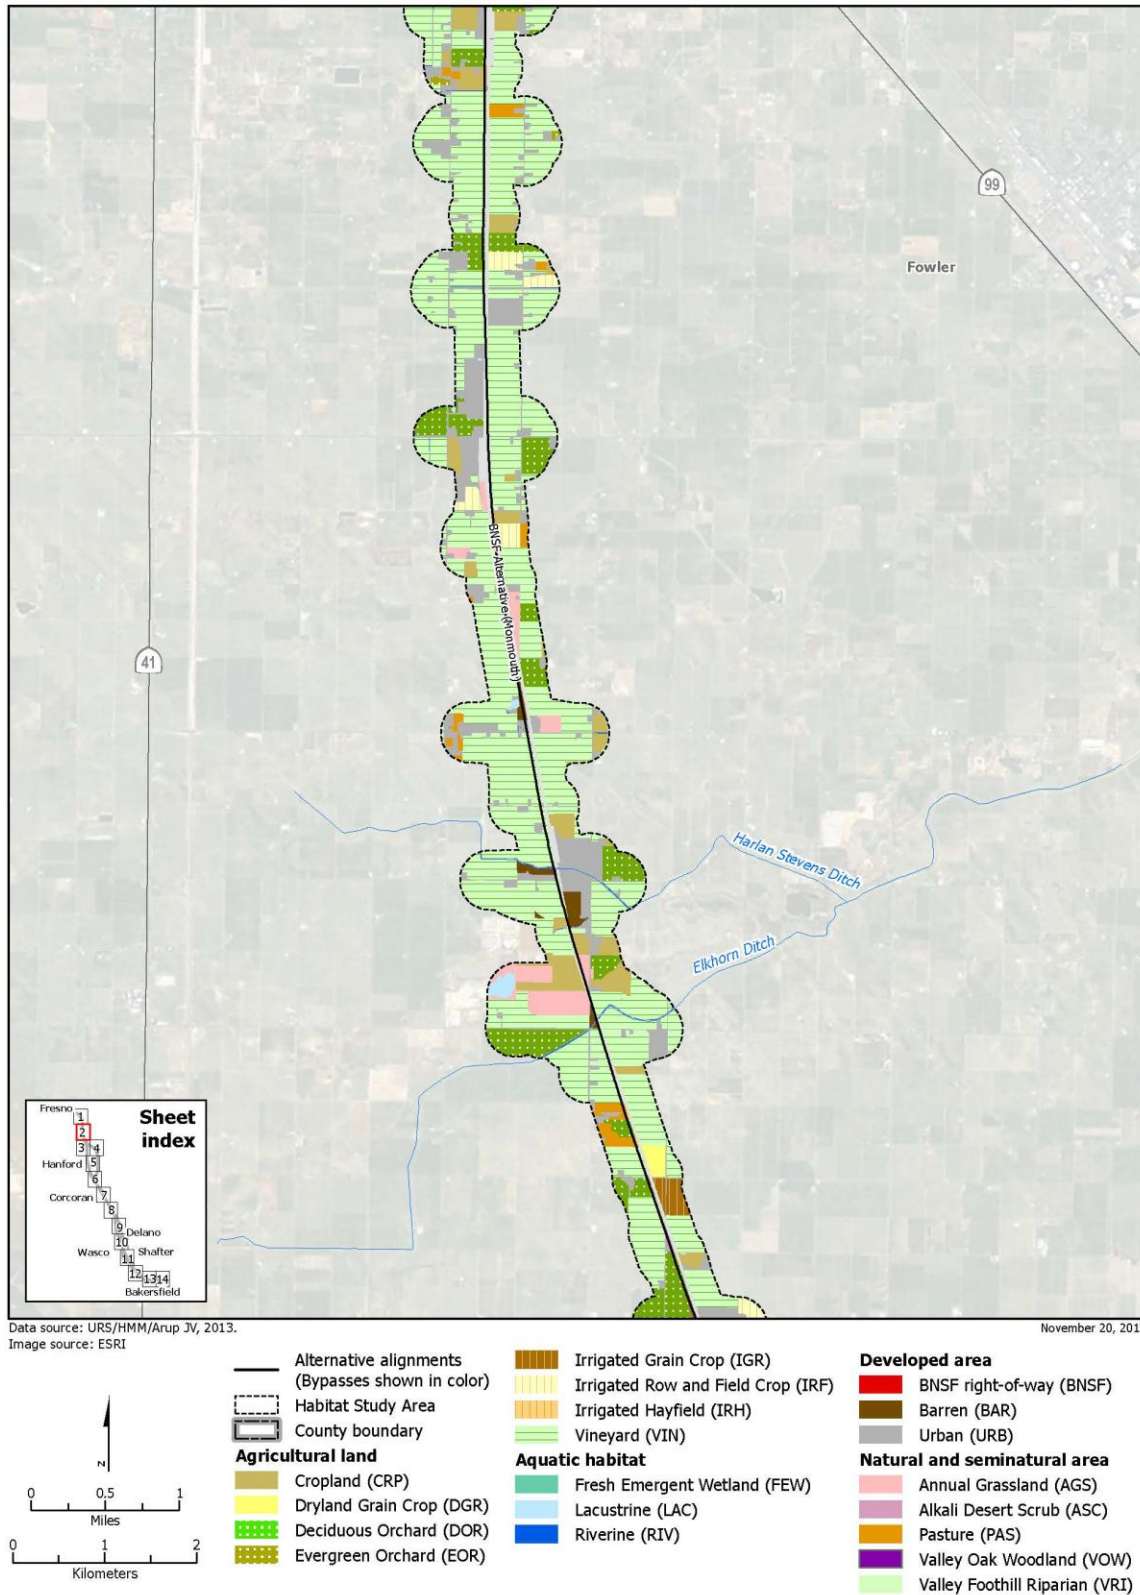 99
Fowler
BNSF Alternative (Monmouth)
41
Harlan Stevens Ditch
Elkhorn Ditch
Sheet
index
Fresno
1
2
3
4
Hanford
5
6
Corcoran
7
8
9
Delano
10
Wasco
11
Shafter
12
13
14
Bakersfield
Data source: URS/HMM/Arup JV, 2013.
Image source: ESRI
November 20, 201
Alternative alignments
(Bypasses shown in color)
Habitat Study Area
County boundary
Agricultural land
Cropland (CRP)
Dryland Grain Crop (DGR)
Deciduous Orchard (DOR)
Evergreen Orchard (EOR)
Irrigated Grain Crop (IGR)
Irrigated Row and Field Crop (IRF)
Irrigated Hayfield (IRH)
Vineyard (VIN)
Aquatic habitat
Fresh Emergent Wetland (FEW)
Lacustrine (LAC)
Riverine (RIV)
Developed area
BNSF right-of-way (BNSF)
Barren (BAR)
Urban (URB)
Natural and seminatural area
Annual Grassland (AGS)
Alkali Desert Scrub (ASC)
Pasture (PAS)
Valley Oak Woodland (VOW)
Valley Foothill Riparian (VRI)
N
0 0.5 1
Miles
0 1 2
Kilometers